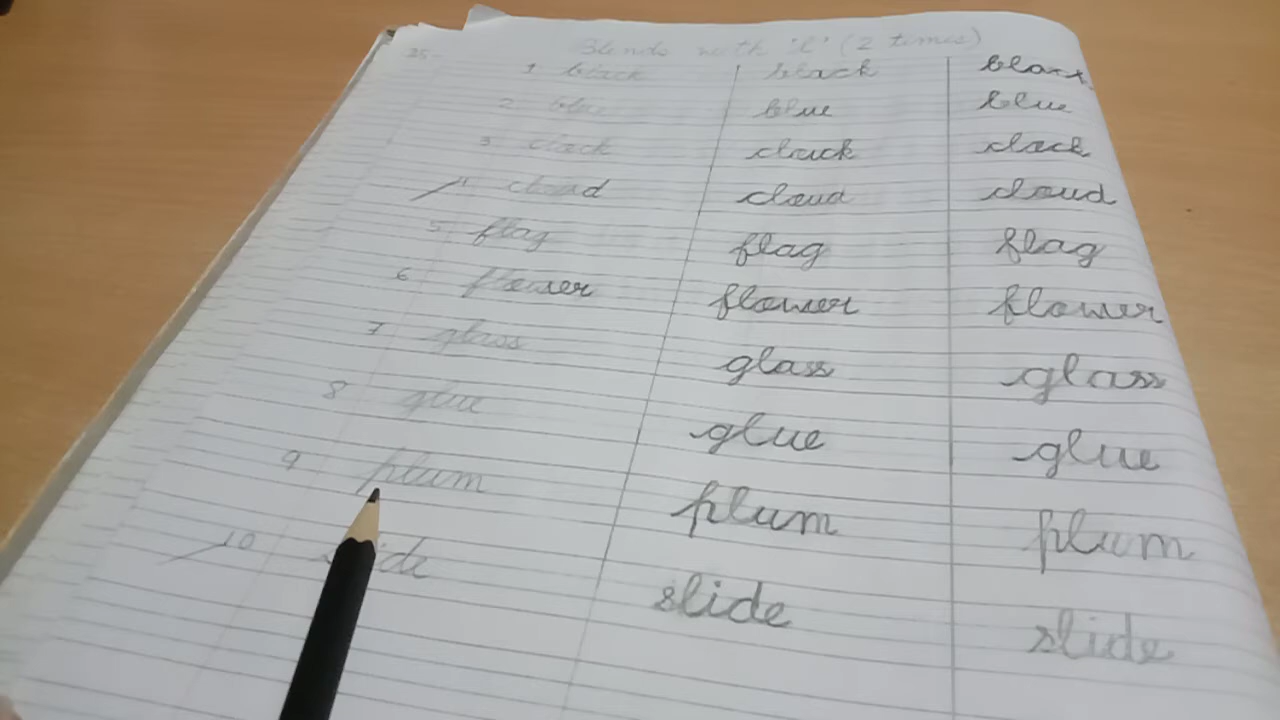 25. Blends with 'l' (2 times)
1 black black black
2 blue blue blue
3 clock clock clock
4 cloud cloud cloud
5 flag flag flag
6 flower flower flower
7 glass glass glass
8 glue glue glue
9 plum plum plum
10 slide slide slide